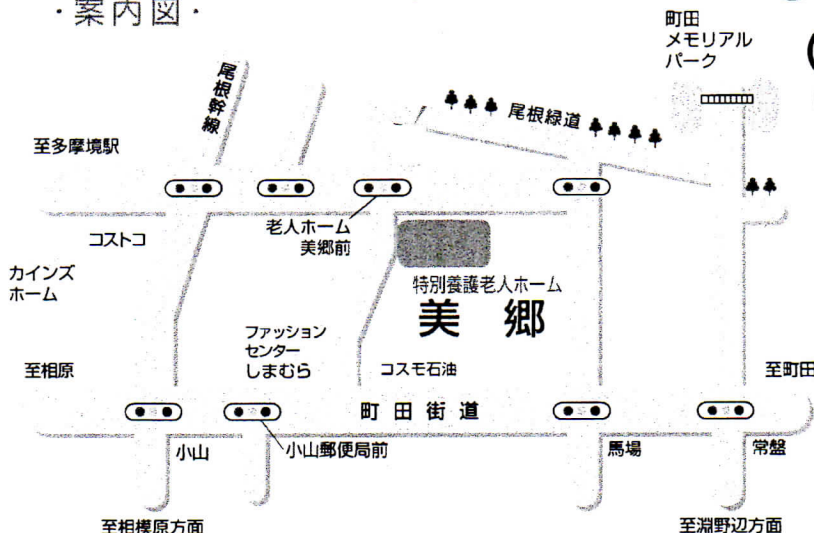 ・案内図・
町田
メモリアル
パーク
尾根幹線
尾根緑道
至多摩境駅
コストコ
老人ホーム
美郷前
カインズ
ホーム
特別養護老人ホーム
美郷
ファッション
センター
しまむら
コスモ石油
至相原
至町田
町田街道
小山
小山郵便局前
馬場
常盤
至相模原方面
至淵野辺方面